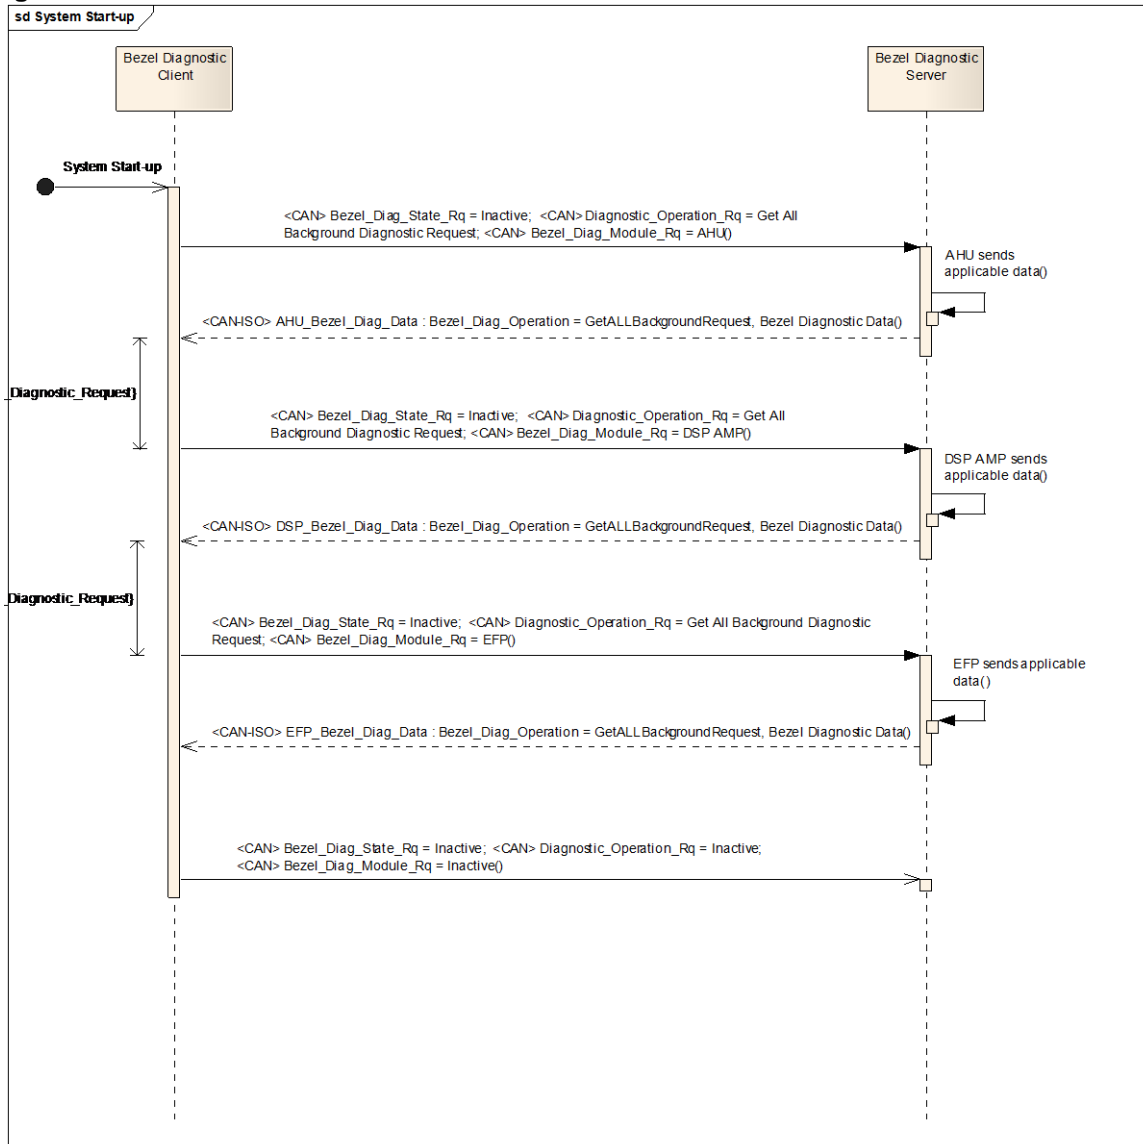 sd System Start-up
Bezel Diagnostic
Client
Bezel Diagnostic
Server
System Start-up
<CAN> Bezel_Diag_State_Rq = Inactive;  <CAN> Diagnostic_Operation_Rq = Get All
Background Diagnostic Request; <CAN> Bezel_Diag_Module_Rq = AHU()
AHU sends
applicable data()
<CAN-ISO> AHU_Bezel_Diag_Data : Bezel_Diag_Operation = GetALLBackgroundRequest, Bezel Diagnostic Data()
_Diagnostic_Request}
<CAN> Bezel_Diag_State_Rq = Inactive;  <CAN> Diagnostic_Operation_Rq = Get All
Background Diagnostic Request; <CAN> Bezel_Diag_Module_Rq = DSP AMP()
DSP AMP sends
applicable data()
<CAN-ISO> DSP_Bezel_Diag_Data : Bezel_Diag_Operation = GetALLBackgroundRequest, Bezel Diagnostic Data()
_Diagnostic_Request}
<CAN> Bezel_Diag_State_Rq = Inactive;  <CAN> Diagnostic_Operation_Rq = Get All Background Diagnostic
Request; <CAN> Bezel_Diag_Module_Rq = EFP()
EFP sends applicable
data()
<CAN-ISO> EFP_Bezel_Diag_Data : Bezel_Diag_Operation = GetALLBackgroundRequest, Bezel Diagnostic Data()
<CAN> Bezel_Diag_State_Rq = Inactive;  <CAN> Diagnostic_Operation_Rq = Inactive;
<CAN> Bezel_Diag_Module_Rq = Inactive()